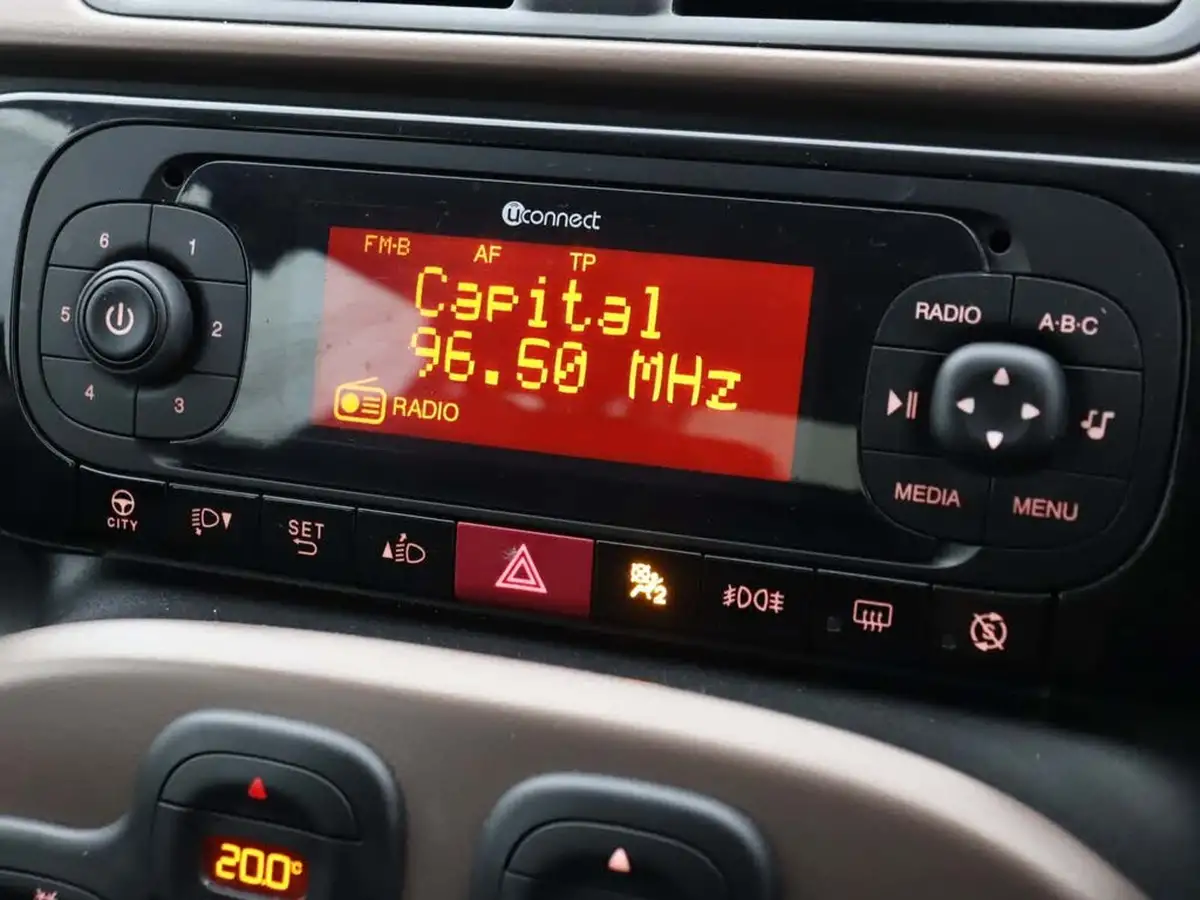 uconnect
FM-B AF TP
Capital
96.50 MHz
RADIO
6 1
5 2
4 3
RADIO A·B·C
MEDIA MENU
CITY
SET
2
S
20.0°